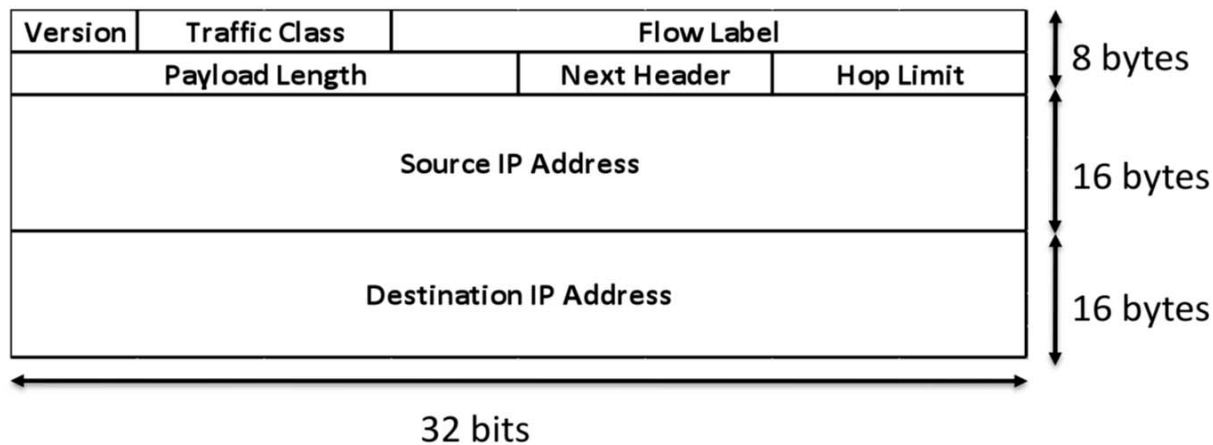 Version Traffic Class Flow Label
8 bytes
Payload Length Next Header Hop Limit
Source IP Address
16 bytes
Destination IP Address
16 bytes
32 bits